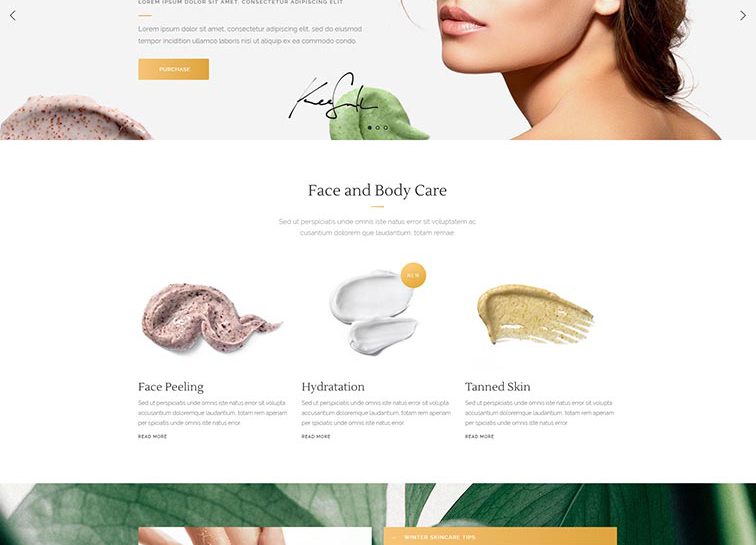 LOREM IPSUM DOLOR SIT AMET, CONSECTETUR ADIPISICING ELIT
Lorem ipsum dolor sit amet, consectetur adipiscing elit, sed do eiusmod
tempor incidition ullamco laboris nisi ut aliquip ex ea commodo condo.
PURCHASE
Face and Body Care
Sed ut perspiciatis unde omnis iste natus error sit voluptatem ac
cusantium dolorem que laudantium, totam remae
NEW
Face Peeling
Sed ut perspiciatis unde omnis iste natus error sit volupta
accusantium doloremque laudantium, totam rem aperiam
per spiciatis unde omnis iste natus error.
READ MORE
Hydratation
Sed ut perspiciatis unde omnis iste natus error sit volupta
accusantium doloremque laudantium, totam rem aperiam
per spiciatis unde omnis iste natus error.
READ MORE
Tanned Skin
Sed ut perspiciatis unde omnis iste natus error sit volupta
accusantium doloremque laudantium, totam rem aperiam
per spiciatis unde omnis iste natus error.
READ MORE
WINTER SKINCARE TIPS